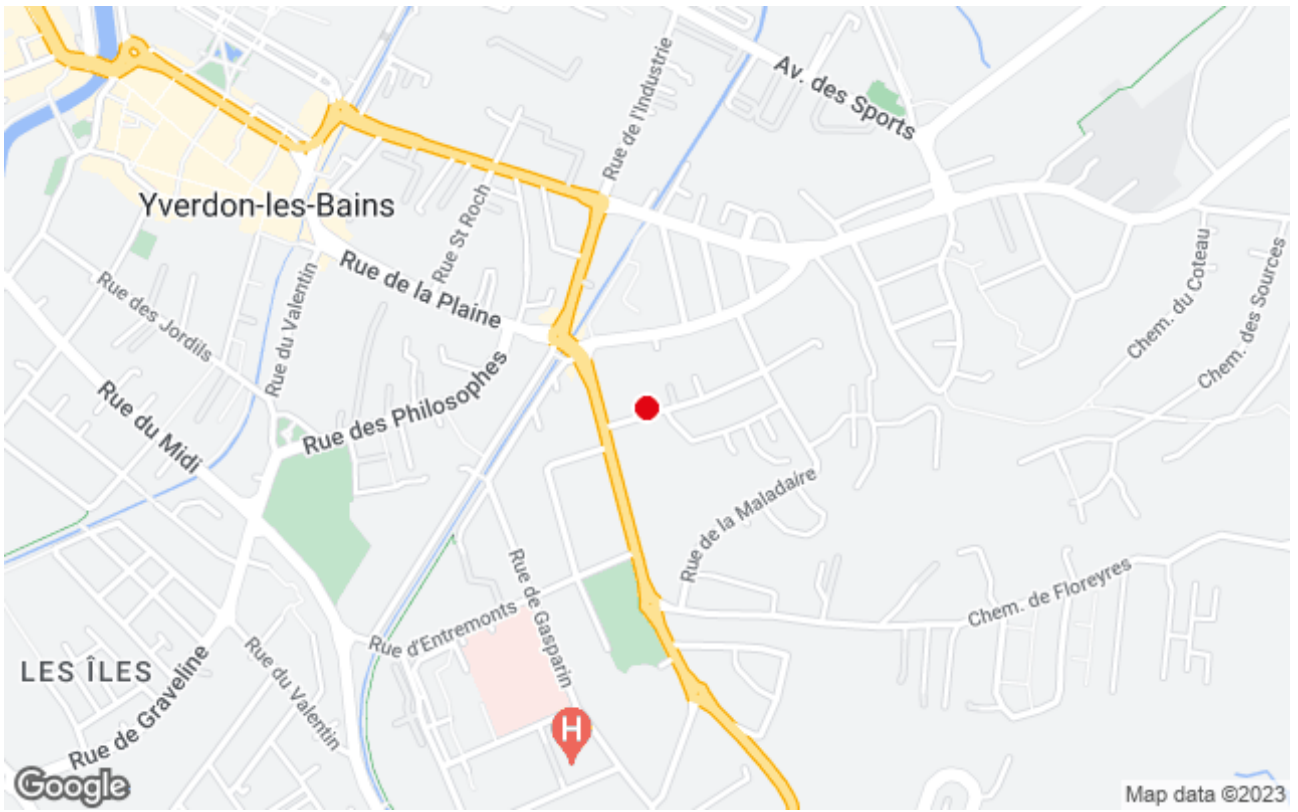 Rue de l'Industrie
Av. des Sports
Yverdon-les-Bains
Rue St Roch
Rue de la Plaine
Rue du Valentin
Rue des Jordils
Chem. du Coteau
Chem. des Sources
Rue des Philosophes
Rue du Midi
Rue de la Maladaire
Chem. de Floreyres
Rue de Gasparin
Rue d'Entremonts
LES ÎLES
Rue de Graveline
Rue du Valentin
H
Google
Map data ©2023